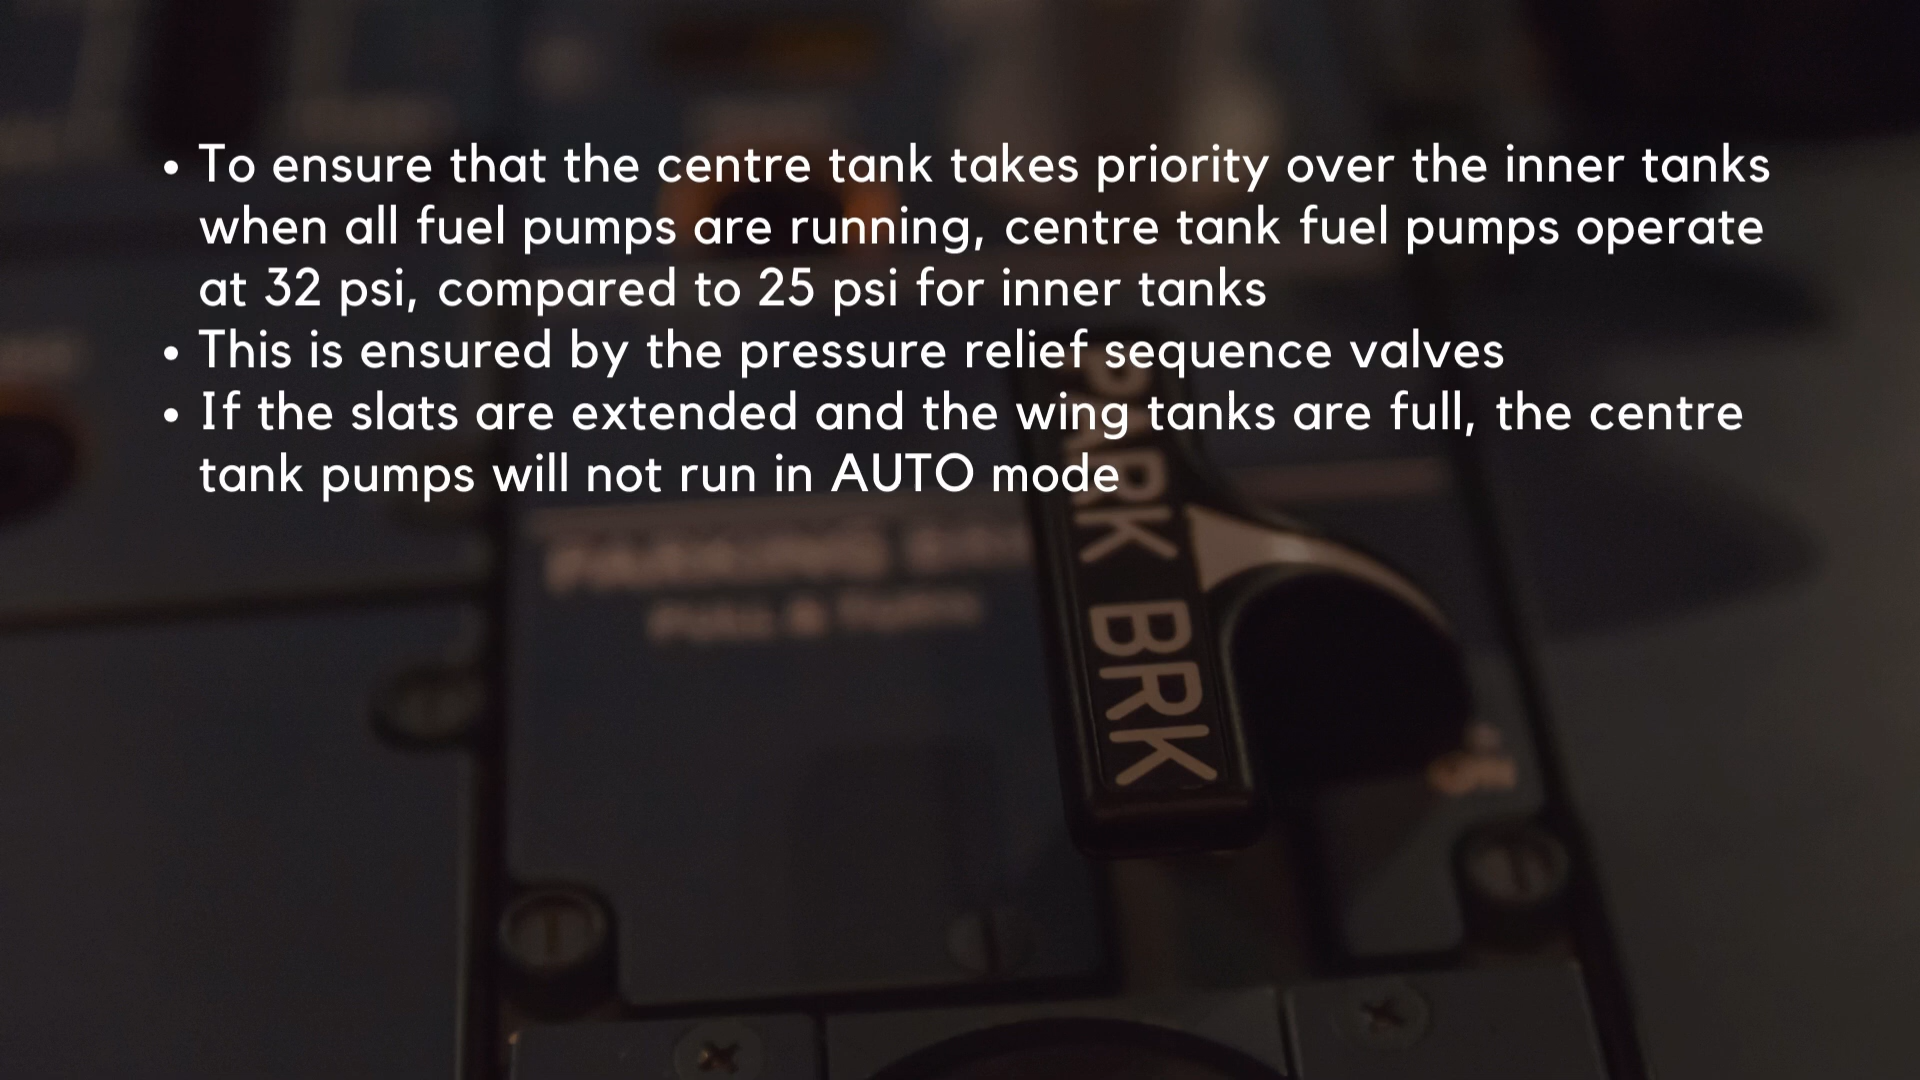 • To ensure that the centre tank takes priority over the inner tanks
when all fuel pumps are running, centre tank fuel pumps operate
at 32 psi, compared to 25 psi for inner tanks
• This is ensured by the pressure relief sequence valves
• If the slats are extended and the wing tanks are full, the centre
tank pumps will not run in AUTO mode
PARK BRK
PARKING
ON